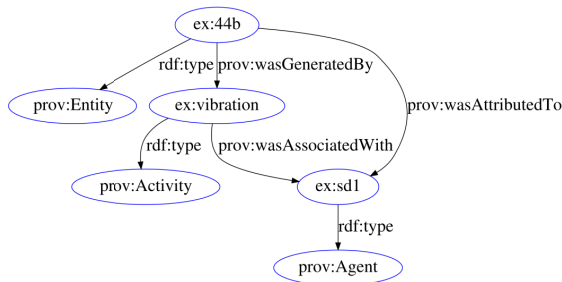 ex:44b
rdf:type
prov:wasGeneratedBy
prov:Entity
ex:vibration
prov:wasAttributedTo
rdf:type
prov:wasAssociatedWith
prov:Activity
ex:sd1
rdf:type
prov:Agent